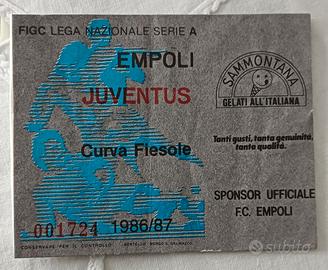 FIGC LEGA NAZIONALE SERIE A
EMPOLI
JUVENTUS
Curva Fiesole
SAMMONTANA
GELATI ALL'ITALIANA
Tanti gusti, tanta genuinità,
tanta qualità.
SPONSOR UFFICIALE
F.C. EMPOLI
001724 1986/87
CONSERVARE PER IL CONTROLLO
subito